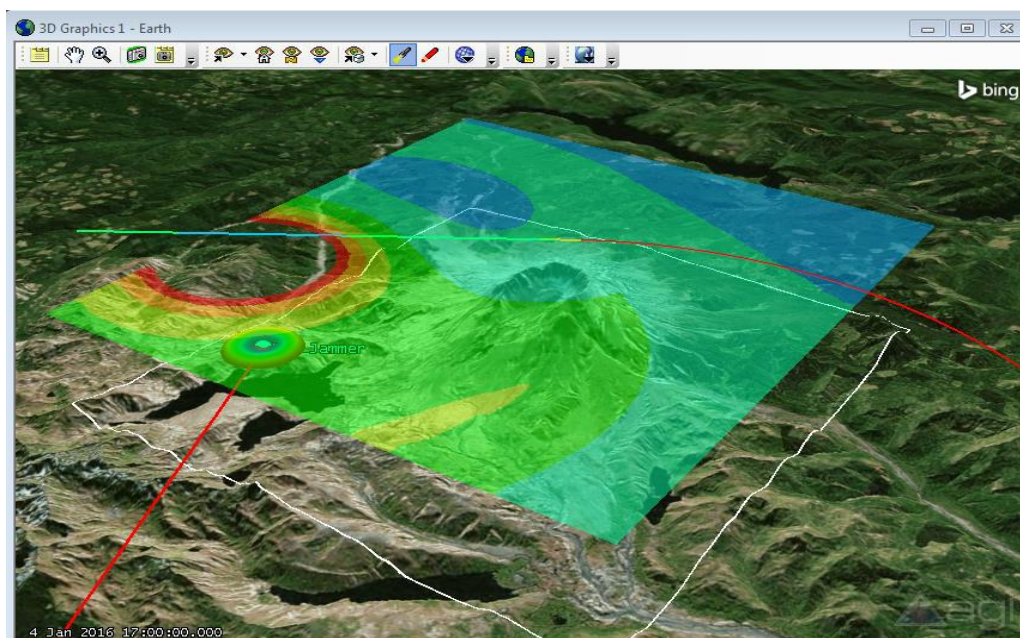 3D Graphics 1 - Earth
bing
Jammer
4 Jan 2016 17:00:00.000
agi